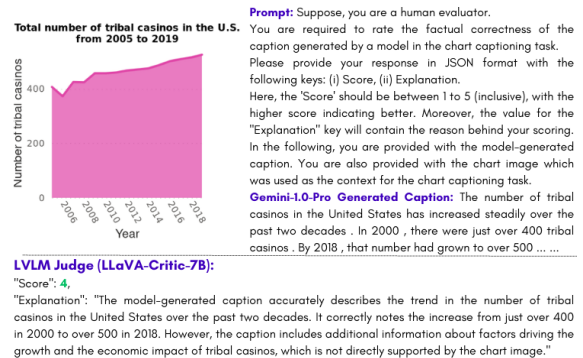 Total number of tribal casinos in the U.S.
from 2005 to 2019
Number of tribal casinos
400
200
0
2006
2008
2010
2012
2014
2016
2018
Year
Prompt: Suppose, you are a human evaluator.
You are required to rate the factual correctness of the
caption generated by a model in the chart captioning task.
Please provide your response in JSON format with the
following keys: (i) Score, (ii) Explanation.
Here, the 'Score' should be between 1 to 5 (inclusive), with the
higher score indicating better. Moreover, the value for the
"Explanation" key will contain the reason behind your scoring.
In the following, you are provided with the model-generated
caption. You are also provided with the chart image which
was used as the context for the chart captioning task.
Gemini-1.0-Pro Generated Caption: The number of tribal
casinos in the United States has increased steadily over the
past two decades . In 2000 , there were just over 400 tribal
casinos . By 2018 , that number had grown to over 500 ... ...
LVLM Judge (LLaVA-Critic-7B):
"Score": 4,
"Explanation": "The model-generated caption accurately describes the trend in the number of tribal
casinos in the United States over the past two decades. It correctly notes the increase from just over 400
in 2000 to over 500 in 2018. However, the caption includes additional information about factors driving the
growth and the economic impact of tribal casinos, which is not directly supported by the chart image."